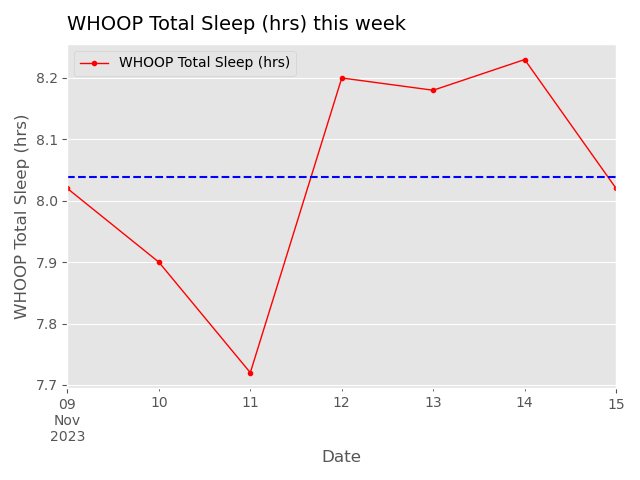 WHOOP Total Sleep (hrs) this week
WHOOP Total Sleep (hrs)
WHOOP Total Sleep (hrs)
8.2
8.1
8.0
7.9
7.8
7.7
09 10 11 12 13 14 15
Nov
2023
Date